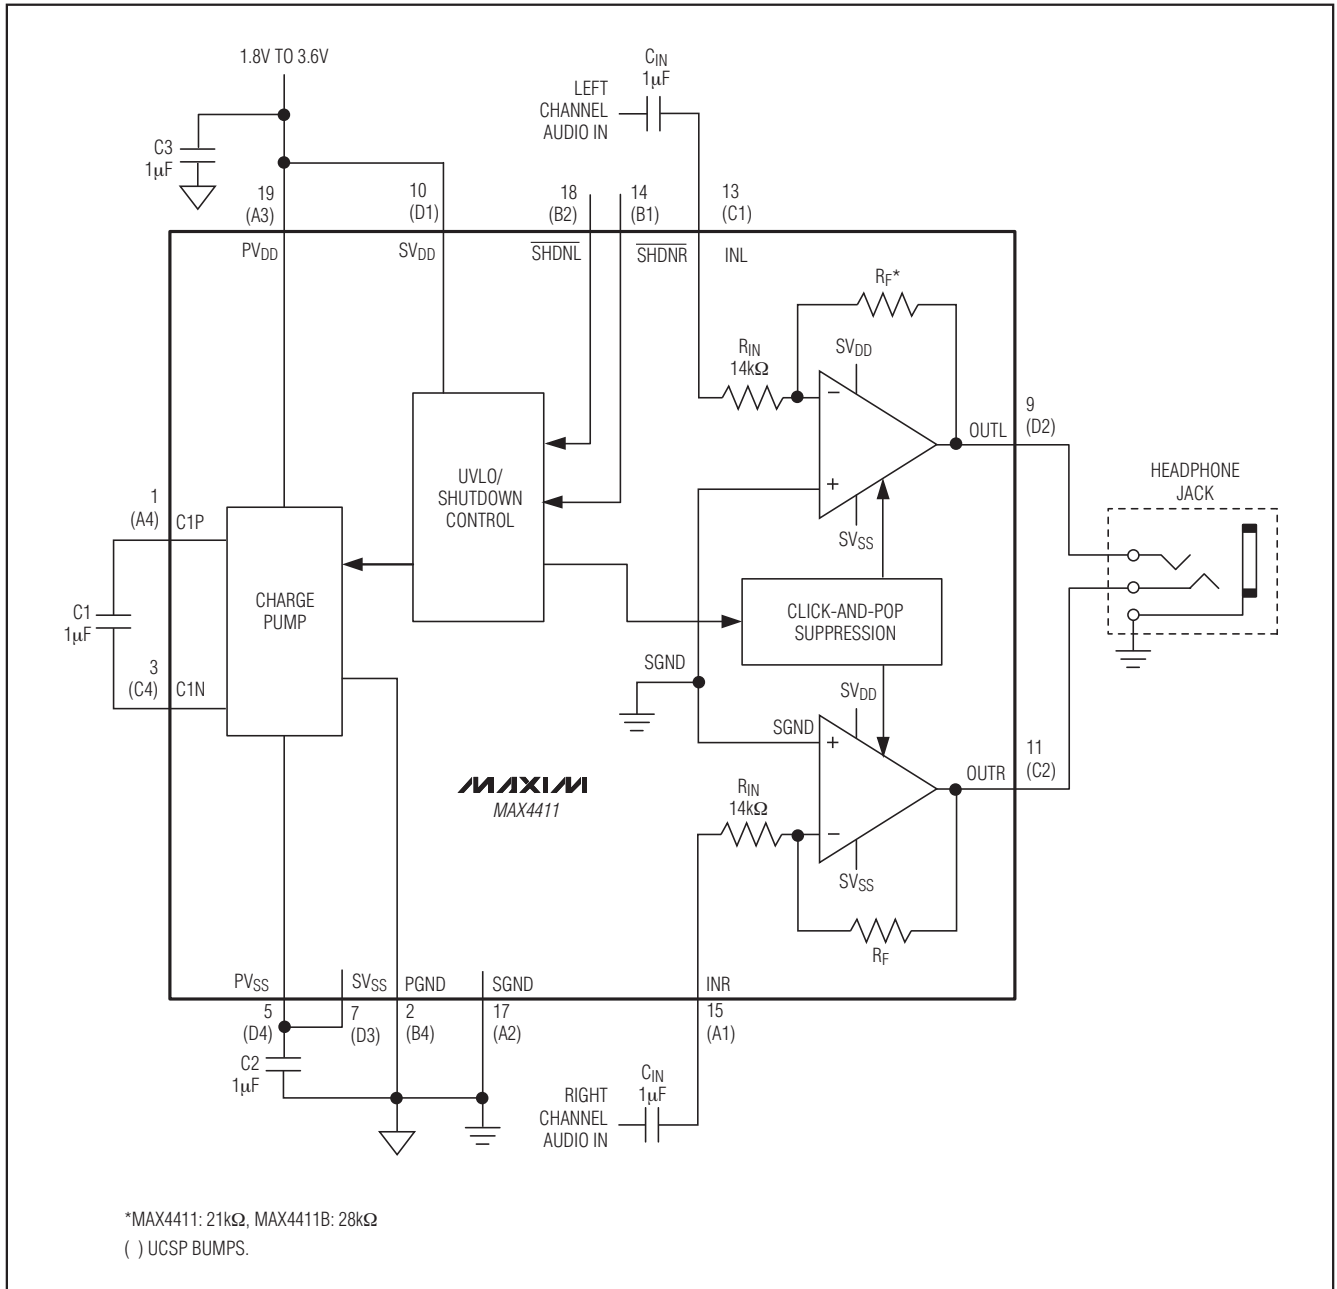 1.8V TO 3.6V
CIN
1µF
LEFT
CHANNEL
AUDIO IN
C3
1µF
19
(A3)
10
(D1)
18
(B2)
14
(B1)
13
(C1)
PVDD
SVDD
SHDNL
SHDNR
INL
RF*
RIN
14kΩ
SVDD
−
+
SVSS
OUTL
9
(D2)
HEADPHONE
JACK
UVLO/
SHUTDOWN
CONTROL
1
(A4)
C1P
CHARGE
PUMP
C1
1µF
3
(C4)
C1N
CLICK-AND-POP
SUPPRESSION
SGND
SVDD
SGND
+
−
OUTR
11
(C2)
MAXIM
MAX4411
RIN
14kΩ
SVSS
RF
PVSS
SVSS
PGND
SGND
INR
5
(D4)
7
(D3)
2
(B4)
17
(A2)
15
(A1)
C2
1µF
CIN
1µF
RIGHT
CHANNEL
AUDIO IN
*MAX4411: 21kΩ, MAX4411B: 28kΩ
( ) UCSP BUMPS.